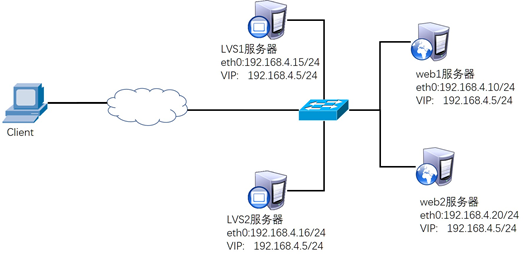 LVS1服务器
eth0:192.168.4.15/24
VIP: 192.168.4.5/24
web1服务器
eth0:192.168.4.10/24
VIP: 192.168.4.5/24
Client
LVS2服务器
eth0:192.168.4.16/24
VIP: 192.168.4.5/24
web2服务器
eth0:192.168.4.20/24
VIP: 192.168.4.5/24